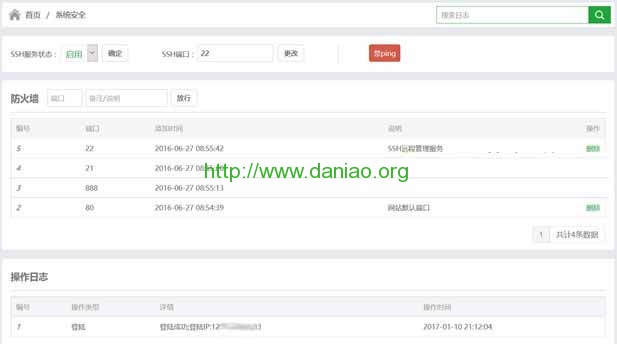 首页 / 系统安全
搜索日志
SSH服务状态： 启用 确定 SSH端口： 22 更改 禁ping
防火墙 端口 备注/说明 放行
编号 端口 添加时间 说明 操作
5 22 2016-06-27 08:55:42 SSH远程管理服务 删除
4 21 2016-06-27
http://www.daniao.org
3 888 2016-06-27 08:55:13
2 80 2016-06-27 08:54:39 网站默认端口 删除
1 共计4条数据
操作日志
编号 操作类型 详情 操作时间
1 登陆 登陆成功;登陆IP:12 33 2017-01-10 21:12:04